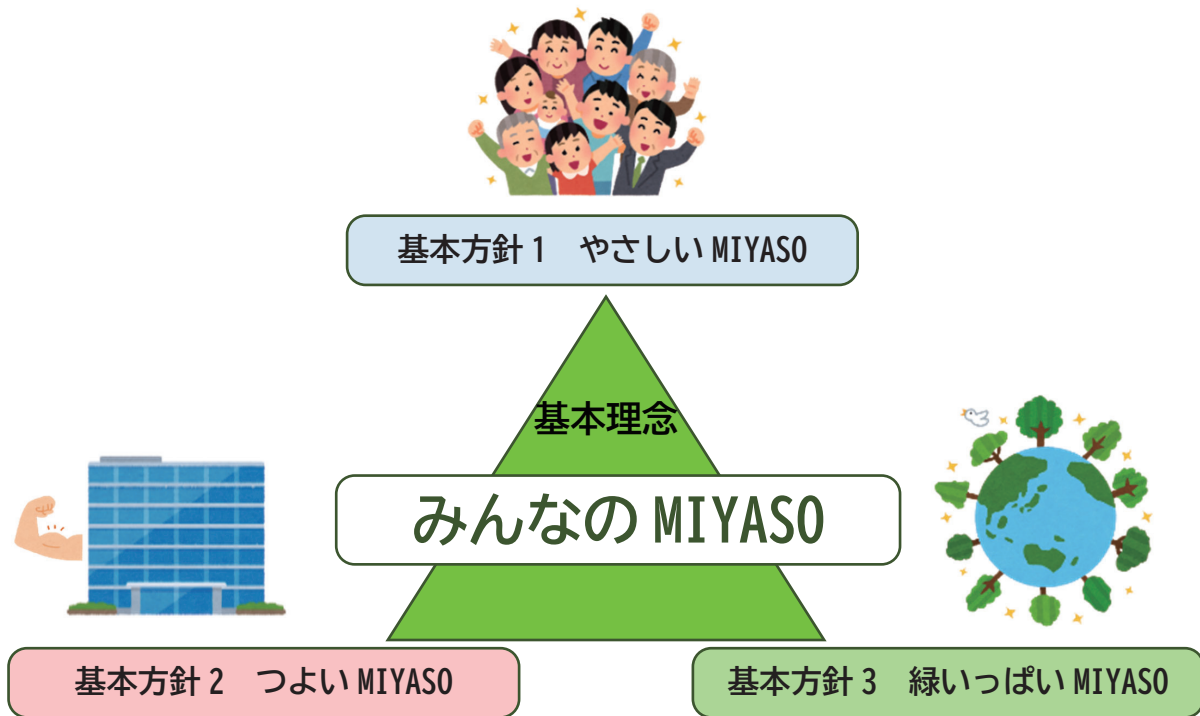 基本方針1　やさしいMIYASO
基本理念
みんなのMIYASO
基本方針2　つよいMIYASO
基本方針3　緑いっぱいMIYASO